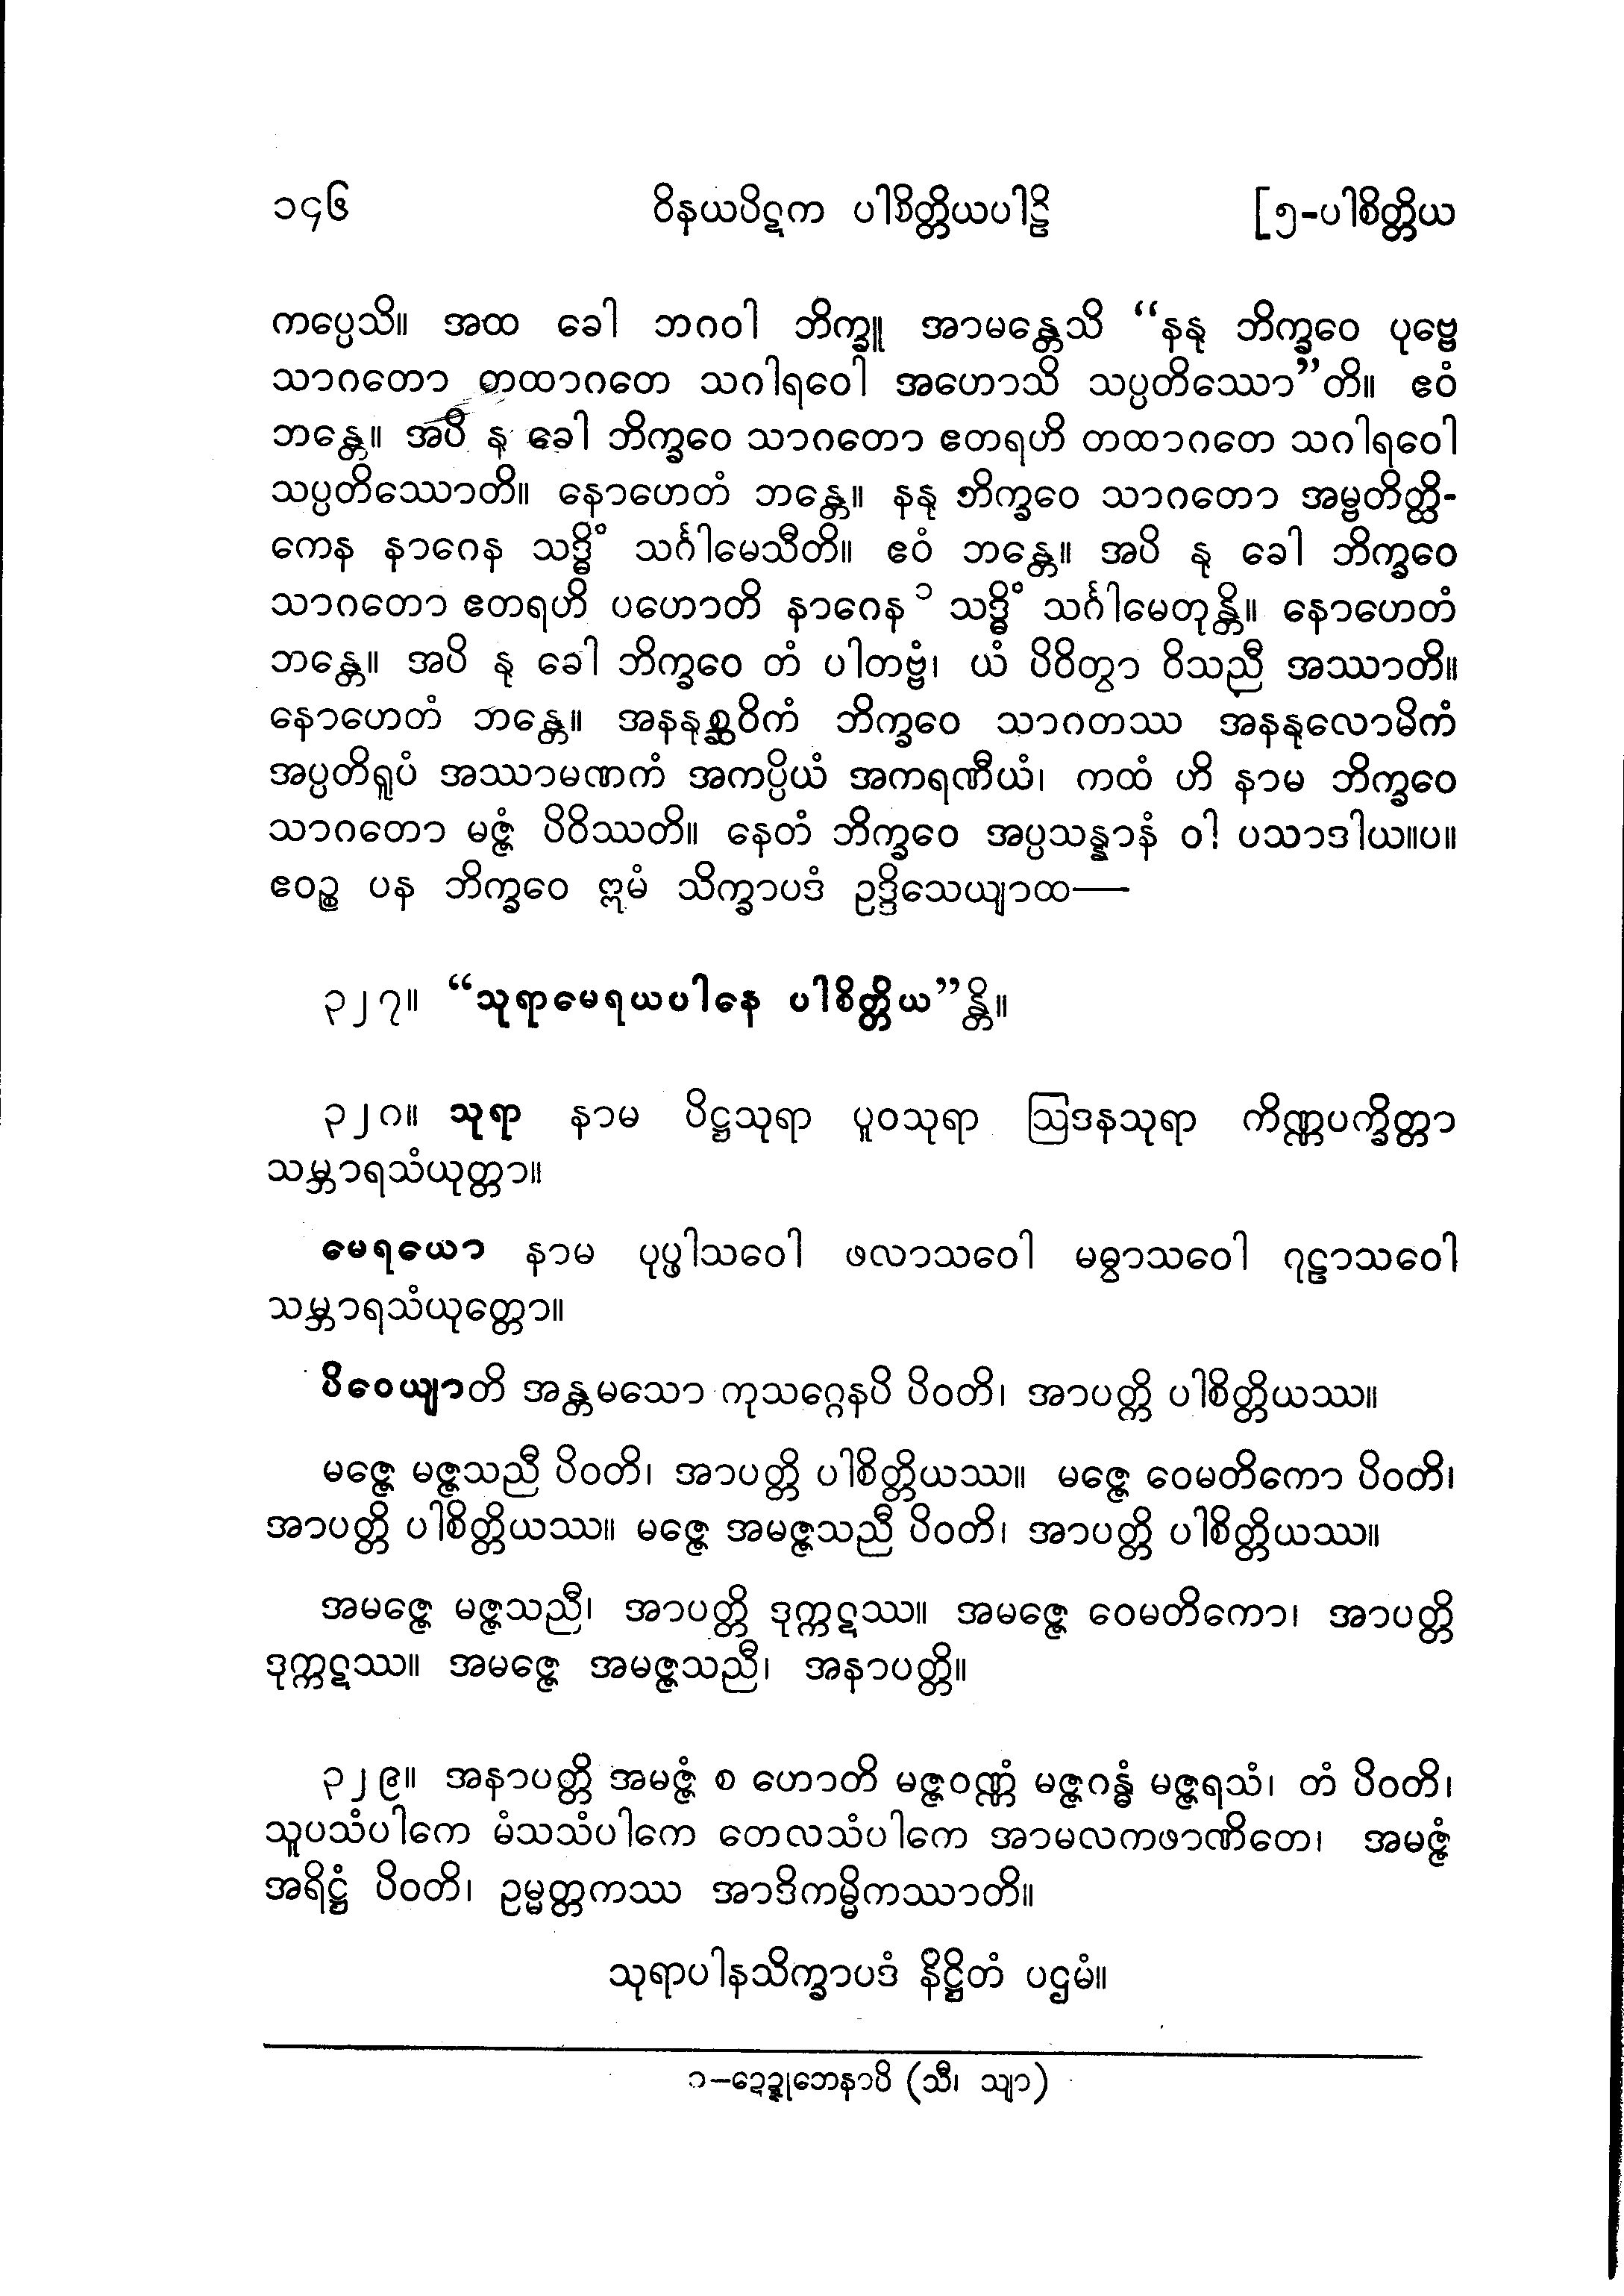 ၁၄၆ ဝိနယပိဋက ပါစိတ္တိယပါဠိ [၅-ပါစိတ္တိယ
ကပ္ပေသိ။ အထ ခေါ ဘဂဝါ ဘိက္ခူ အာမန္တေသိ “နနု ဘိက္ခဝေ ပုဗ္ဗေ
သာဂတော တထာဂတေ သဂါရဝေါ အဟောသိ သပ္ပတိဿော”တိ။ ဧဝံ
ဘန္တေ။ အပိ နု ခေါ ဘိက္ခဝေ သာဂတော ဧတရဟိ တထာဂတေ သဂါရဝေါ
သပ္ပတိဿောတိ။ နောဟေတံ ဘန္တေ။ နနု ဘိက္ခဝေ သာဂတော အမ္ဗတိတ္ထိ-
ကေန နာဂေန သဒ္ဓိံ သင်္ဂါမေသီတိ။ ဧဝံ ဘန္တေ။ အပိ နု ခေါ ဘိက္ခဝေ
သာဂတော ဧတရဟိ ပဟောတိ နာဂေန ၁ သဒ္ဓိံ သင်္ဂါမေတုန္တိ။ နောဟေတံ
ဘန္တေ။ အပိ နု ခေါ ဘိက္ခဝေ တံ ပါတဗ္ဗံ၊ ယံ ပိဝိတွာ ဝိသညီ အဿာတိ။
နောဟေတံ ဘန္တေ။ အနနုစ္ဆဝိကံ ဘိက္ခဝေ သာဂတဿ အနနုလောမိကံ
အပ္ပတိရူပံ အဿာမဏကံ အကပ္ပိယံ အကရဏီယံ၊ ကထံ ဟိ နာမ ဘိက္ခဝေ
သာဂတော မဇ္ဇံ ပိဝိဿတိ။ နေတံ ဘိက္ခဝေ အပ္ပသန္နာနံ ဝါ ပသာဒါယ။ပ။
ဧဝဉ္စ ပန ဘိက္ခဝေ ဣမံ သိက္ခာပဒံ ဥဒ္ဒိသေယျာထ—
၃၂၇။ “သုရာမေရယပါနေ ပါစိတ္တိယ”န္တိ။
၃၂၈။ သုရာ နာမ ပိဋ္ဌသုရာ ပူဝသုရာ ဩဒနသုရာ ကိဏ္ဏပက္ခိတ္တာ
သမ္ဘာရသံယုတ္တာ။
မေရယော နာမ ပုပ္ဖါသဝေါ ဖလာသဝေါ မဓွာသဝေါ ဂုဠာသဝေါ
သမ္ဘာရသံယုတ္တော။
ပိဝေယျာတိ အန္တမသော ကုသဂ္ဂေနပိ ပိဝတိ၊ အာပတ္တိ ပါစိတ္တိယဿ။
မဇ္ဇေ မဇ္ဇသညီ ပိဝတိ၊ အာပတ္တိ ပါစိတ္တိယဿ။ မဇ္ဇေ ဝေမတိကော ပိဝတိ၊
အာပတ္တိ ပါစိတ္တိယဿ။ မဇ္ဇေ အမဇ္ဇသညီ ပိဝတိ၊ အာပတ္တိ ပါစိတ္တိယဿ။
အမဇ္ဇေ မဇ္ဇသညီ၊ အာပတ္တိ ဒုက္ကဋဿ။ အမဇ္ဇေ ဝေမတိကော၊ အာပတ္တိ
ဒုက္ကဋဿ။ အမဇ္ဇေ အမဇ္ဇသညီ၊ အနာပတ္တိ။
၃၂၉။ အနာပတ္တိ အမဇ္ဇံ စ ဟောတိ မဇ္ဇဝဏ္ဏံ မဇ္ဇဂန္ဓံ မဇ္ဇရသံ၊ တံ ပိဝတိ၊
သူပသံပါကေ မံသသံပါကေ တေလသံပါကေ အာမလကဖာဏိတေ၊ အမဇ္ဇံ
အရိဋ္ဌံ ပိဝတိ၊ ဥမ္မတ္တကဿ အာဒိကမ္မိကဿာတိ။
သုရာပါနသိက္ခာပဒံ နိဋ္ဌိတံ ပဌမံ။
၁-ဍေဍ္ဍုဘေနာပိ (သီ၊ သျာ)